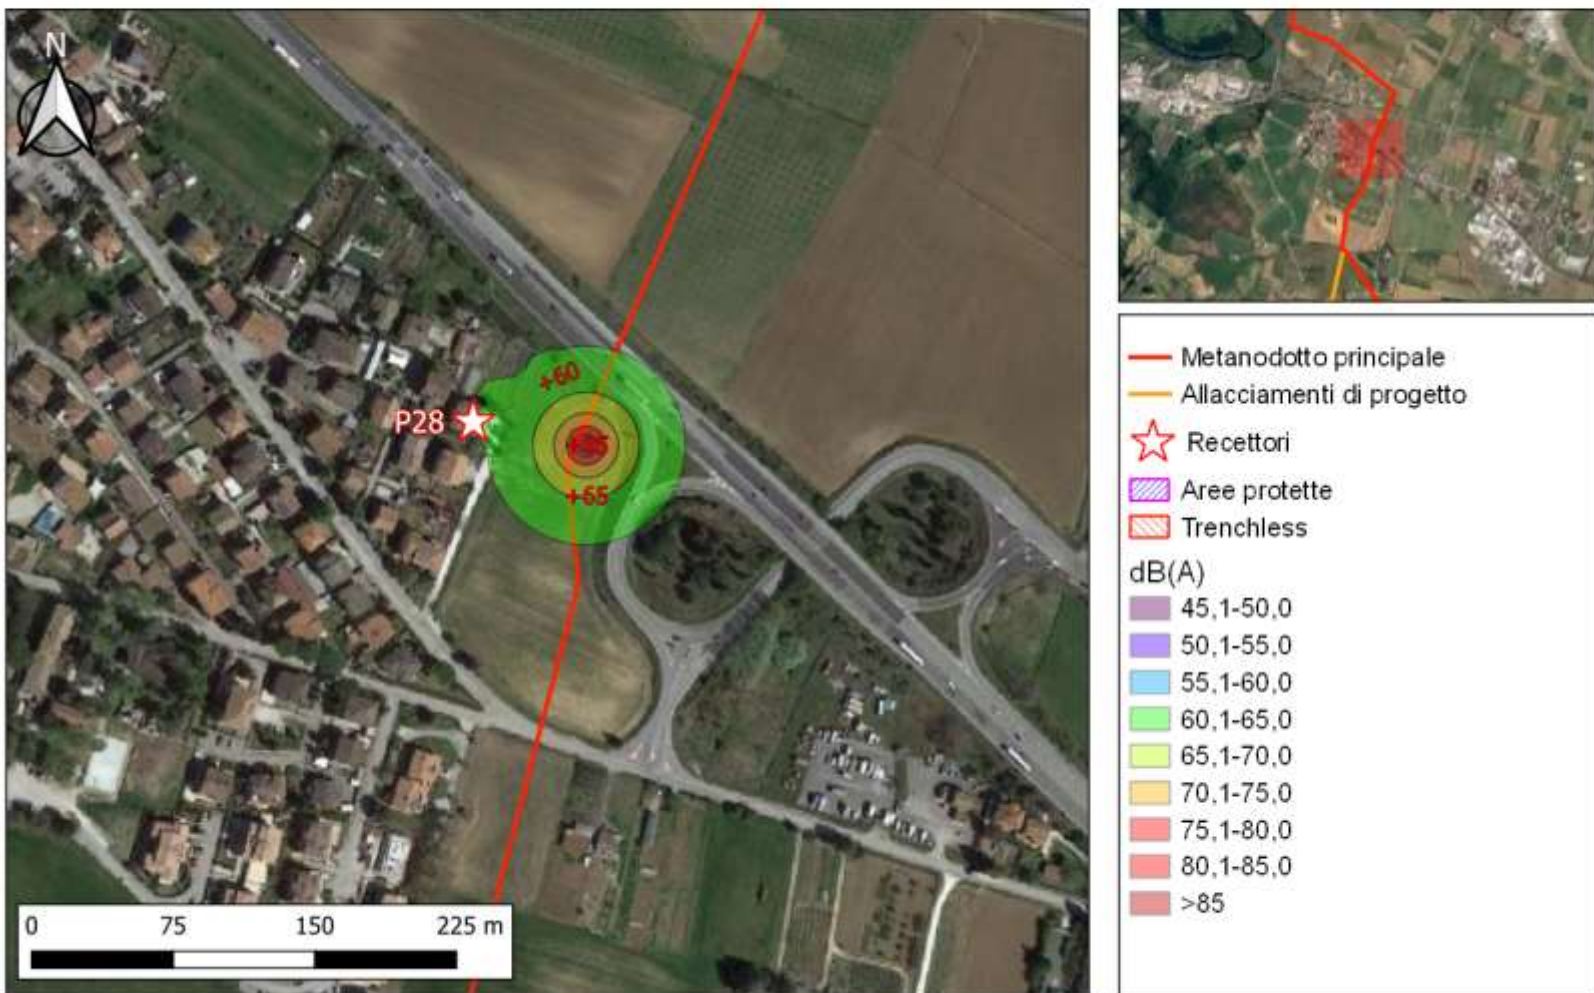 N
+60
P28
+65
0 75 150 225 m
Metanodotto principale
Allacciamenti di progetto
Recettori
Aree protette
Trenchless
dB(A)
45,1-50,0
50,1-55,0
55,1-60,0
60,1-65,0
65,1-70,0
70,1-75,0
75,1-80,0
80,1-85,0
>85